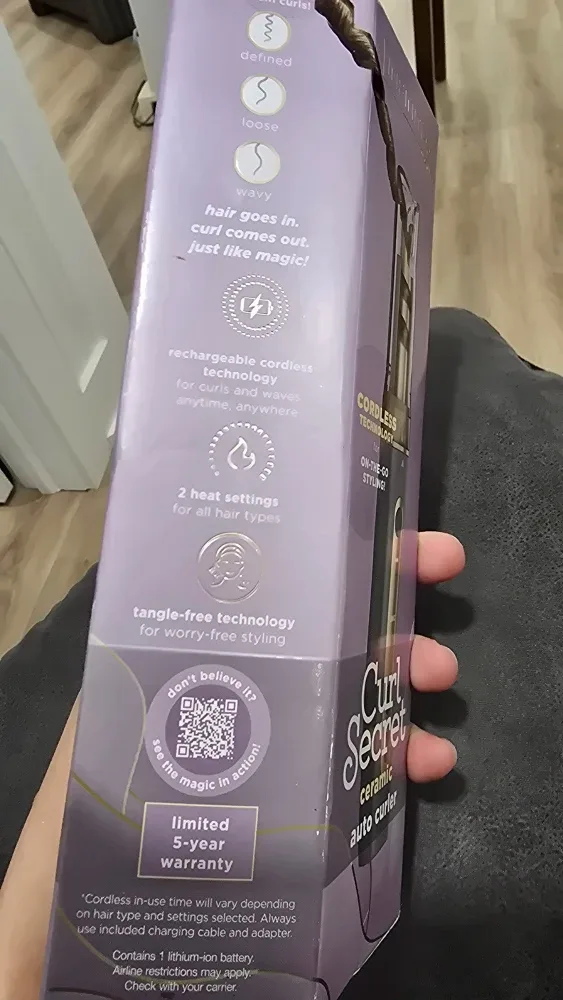 curls!
defined
loose
wavy
hair goes in.
curl comes out.
just like magic!
rechargeable cordless
technology
for curls and waves
anytime, anywhere
2 heat settings
for all hair types
tangle-free technology
for worry-free styling
don't believe it?
see the magic in action!
limited
5-year
warranty
*Cordless in-use time will vary depending
on hair type and settings selected. Always
use included charging cable and adapter.
Contains 1 lithium-ion battery.
Airline restrictions may apply.
Check with your carrier.
CORDLESS
TECHNOLOGY
ON-THE-GO
STYLING!
Curl
Secret
ceramic
auto curler